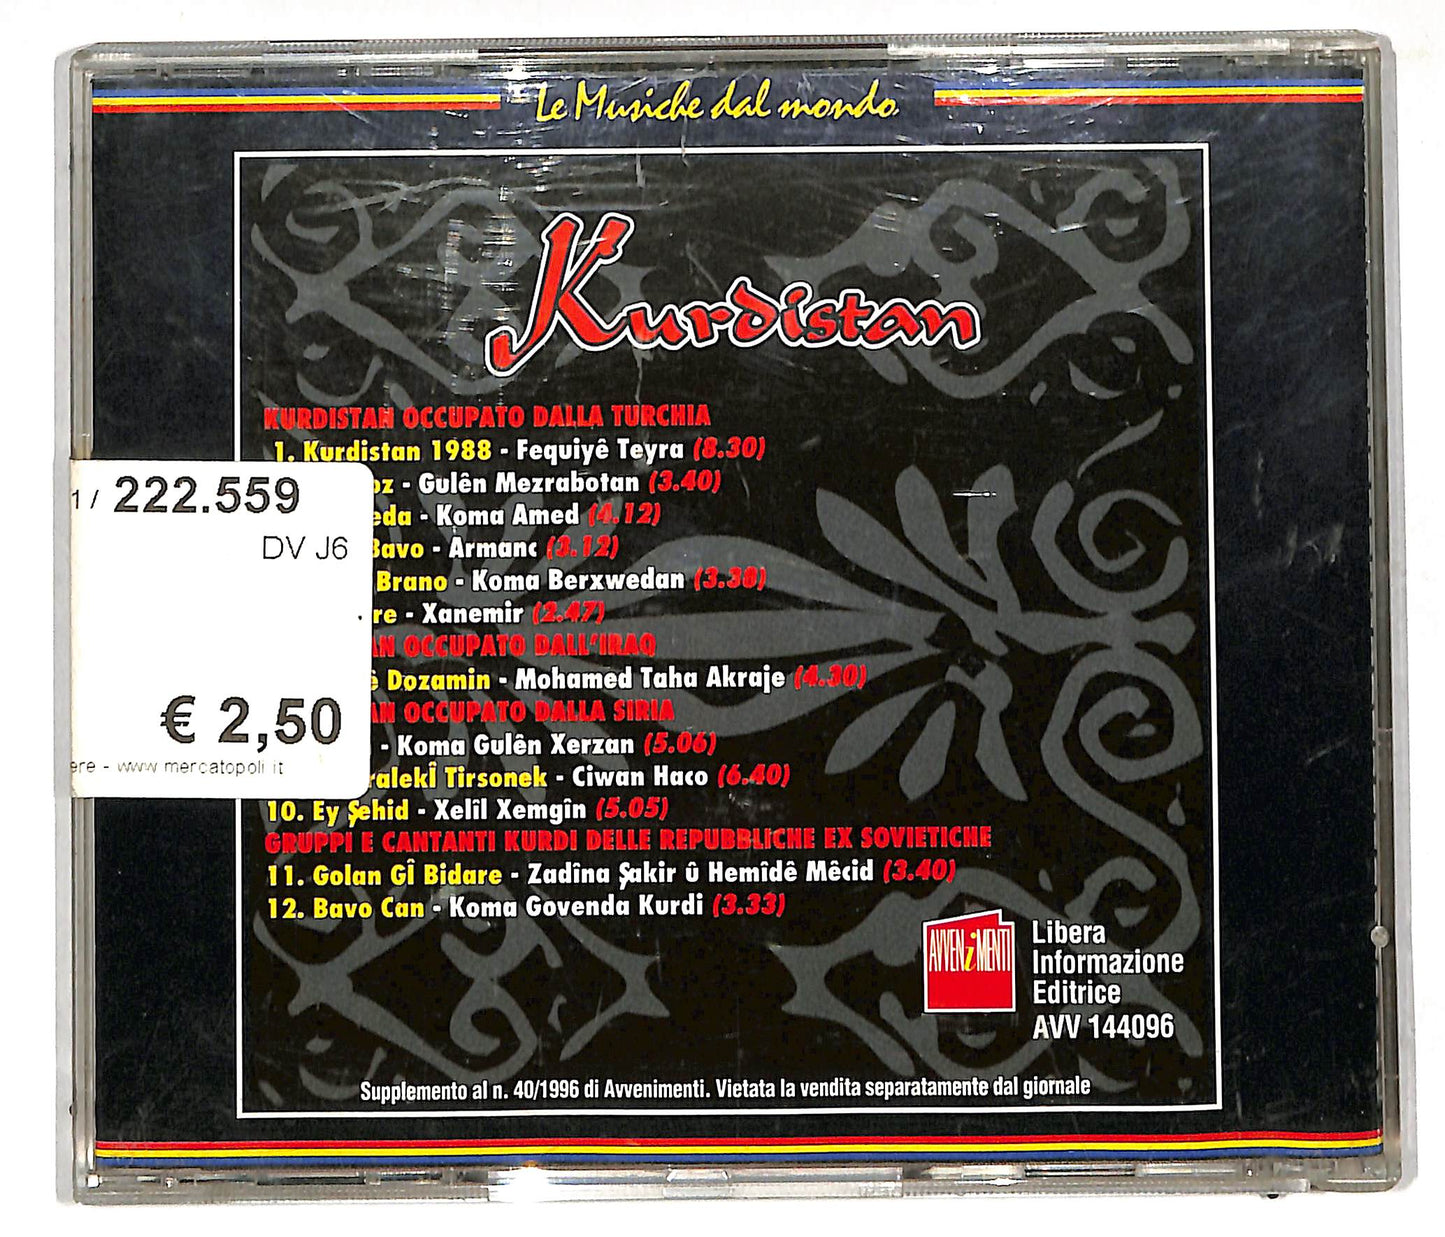 Le Musiche dal mondo
Kurdistan
KURDISTAN OCCUPATO DALLA TURCHIA
1. Kurdistan 1988 - Fequiyê Teyra (8.30)
oz - Gulên Mezrabotan (3.40)
eda - Koma Amed (4.12)
Bavo - Armanc (3.12)
Brano - Koma Berxwedan (3.38)
re - Xanemir (2.47)
AN OCCUPATO DALL'IRAQ
ê Dozamin - Mohamed Taha Akraje (4.30)
AN OCCUPATO DALLA SIRIA
- Koma Gulên Xerzan (5.06)
ralekÎ Tirsonek - Ciwan Haco (6.40)
10. Ey Şehid - Xelîl Xemgîn (5.05)
GRUPPI E CANTANTI KURDI DELLE REPUBBLICHE EX SOVIETICHE
11. Golan GÎ Bidare - Zadîna Şakir û Hemîdê Mêcid (3.40)
12. Bavo Can - Koma Govenda Kurdi (3.33)
1 / 222.559
DV J6
€ 2,50
ere - www mercatopoli it
AVVENiMENTI
Libera
Informazione
Editrice
AVV 144096
Supplemento al n. 40/1996 di Avvenimenti. Vietata la vendita separatamente dal giornale